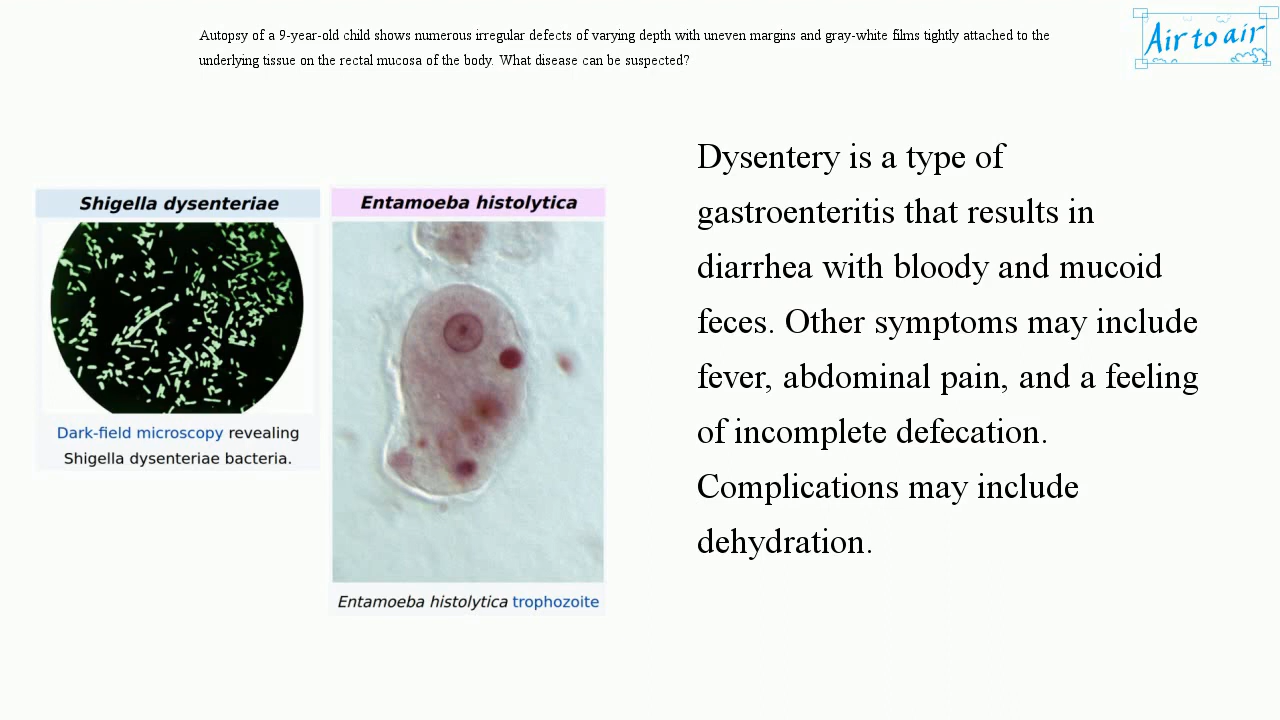 Autopsy of a 9-year-old child shows numerous irregular defects of varying depth with uneven margins and gray-white films tightly attached to the
underlying tissue on the rectal mucosa of the body. What disease can be suspected?
Air to air
Shigella dysenteriae
Dark-field microscopy revealing
Shigella dysenteriae bacteria.
Entamoeba histolytica
Entamoeba histolytica trophozoite
Dysentery is a type of
gastroenteritis that results in
diarrhea with bloody and mucoid
feces. Other symptoms may include
fever, abdominal pain, and a feeling
of incomplete defecation.
Complications may include
dehydration.